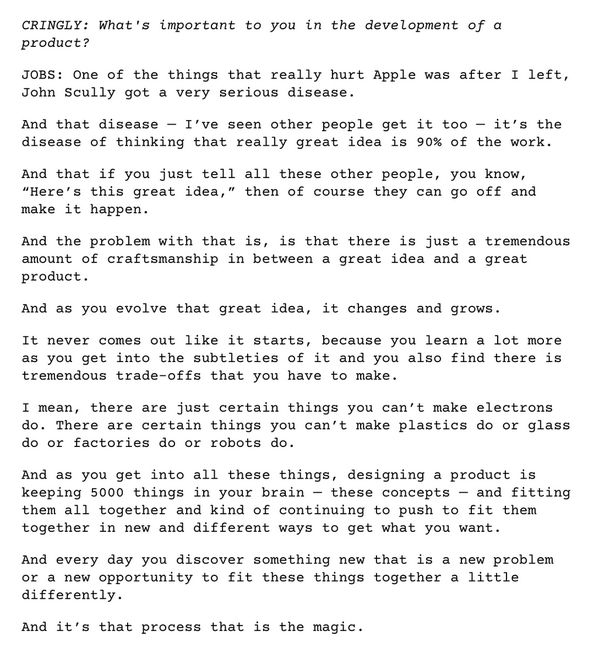 CRINGLY: What's important to you in the development of a
product?
JOBS: One of the things that really hurt Apple was after I left,
John Scully got a very serious disease.
And that disease — I’ve seen other people get it too — it’s the
disease of thinking that really great idea is 90% of the work.
And that if you just tell all these other people, you know,
“Here’s this great idea,” then of course they can go off and
make it happen.
And the problem with that is, is that there is just a tremendous
amount of craftsmanship in between a great idea and a great
product.
And as you evolve that great idea, it changes and grows.
It never comes out like it starts, because you learn a lot more
as you get into the subtleties of it and you also find there is
tremendous trade-offs that you have to make.
I mean, there are just certain things you can’t make electrons
do. There are certain things you can’t make plastics do or glass
do or factories do or robots do.
And as you get into all these things, designing a product is
keeping 5000 things in your brain — these concepts — and fitting
them all together and kind of continuing to push to fit them
together in new and different ways to get what you want.
And every day you discover something new that is a new problem
or a new opportunity to fit these things together a little
differently.
And it’s that process that is the magic.